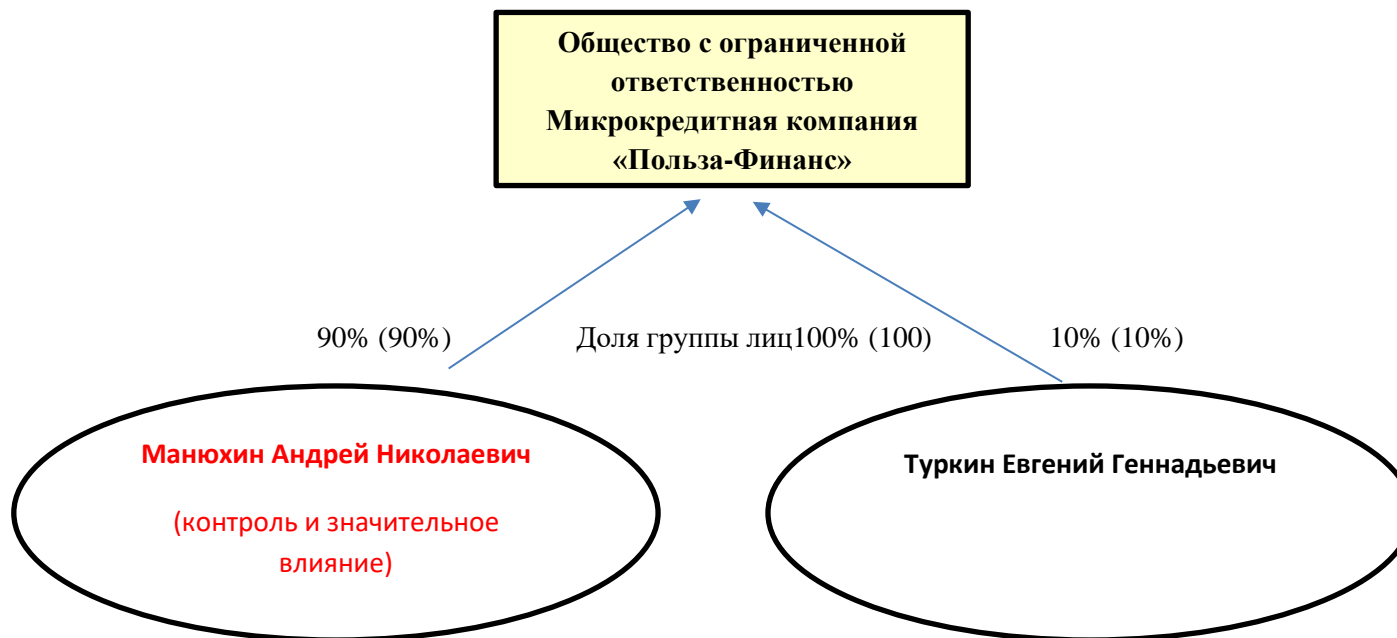 Общество с ограниченной
ответственностью
Микрокредитная компания
«Польза-Финанс»
90% (90%)
Доля группы лиц100% (100)
10% (10%)
Манюхин Андрей Николаевич
(контроль и значительное
влияние)
Туркин Евгений Геннадьевич